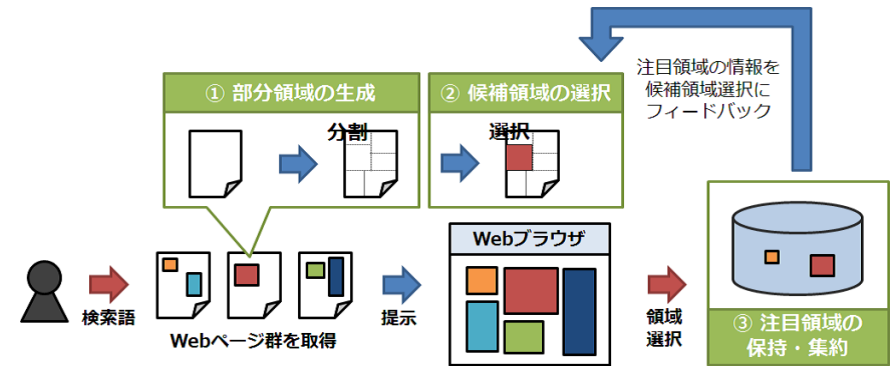 ① 部分領域の生成
分割
② 候補領域の選択
選択
注目領域の情報を
候補領域選択に
フィードバック
検索語
Webページ群を取得
提示
Webブラウザ
領域
選択
③ 注目領域の
保持・集約